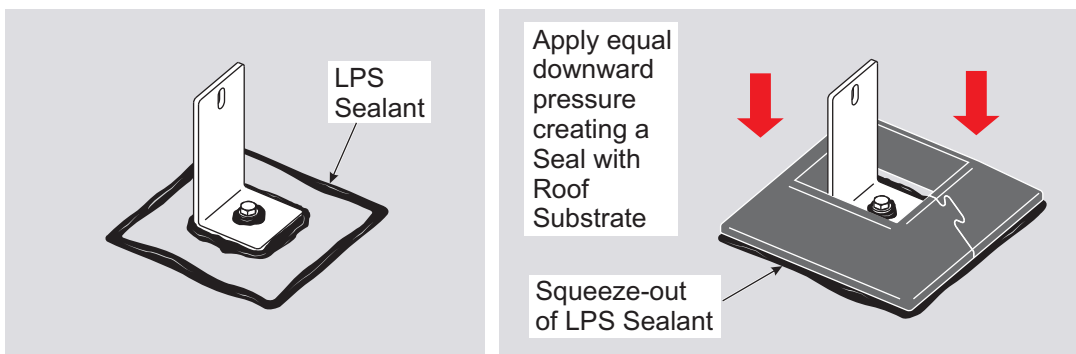 LPS
Sealant
Apply equal
downward
pressure
creating a
Seal with
Roof
Substrate
Squeeze-out
of LPS Sealant